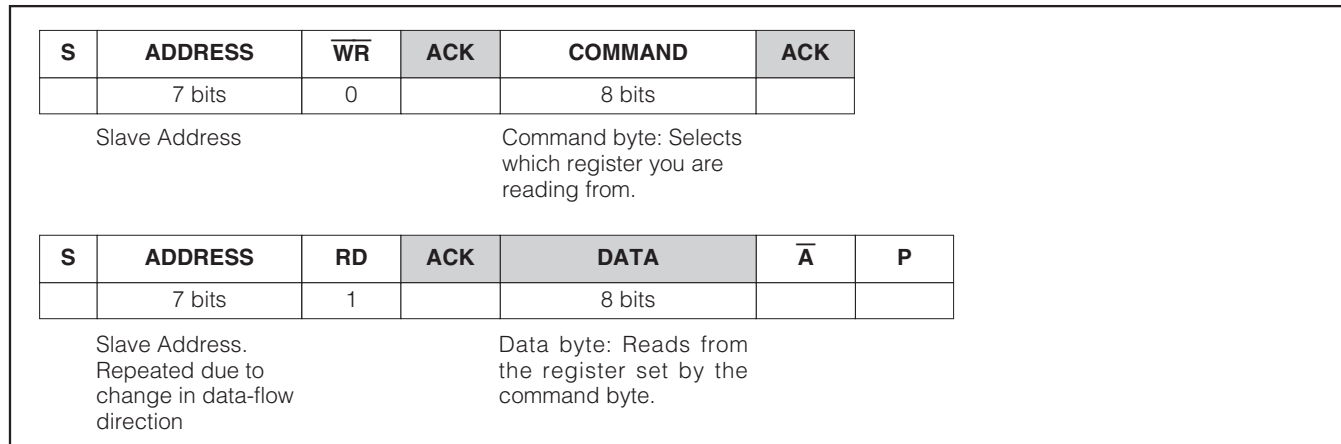 S ADDRESS W̅R̅ ACK COMMAND ACK
7 bits 0 8 bits
Slave Address
Command byte: Selects
which register you are
reading from.
S ADDRESS RD ACK DATA A̅ P
7 bits 1 8 bits
Slave Address.
Repeated due to
change in data-flow
direction
Data byte: Reads from
the register set by the
command byte.